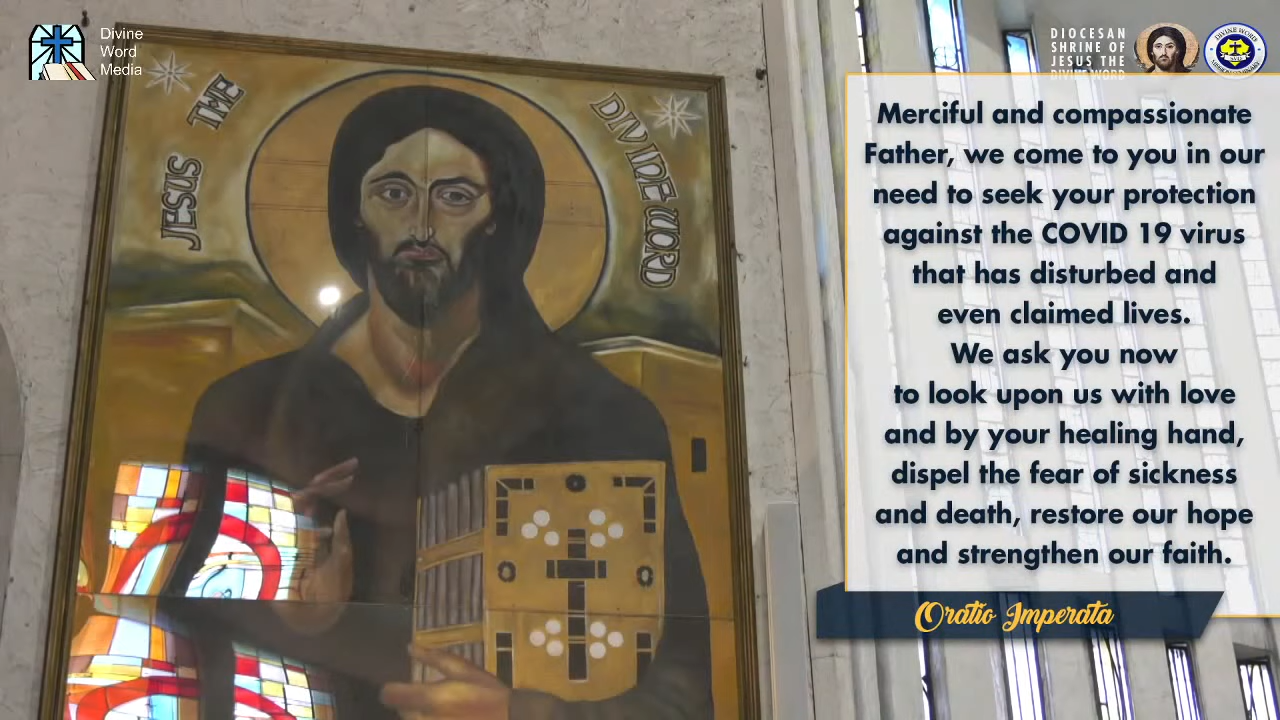 Divine
Word
Media
JESUS THE
DIVINE WORD
DIOCESAN
SHRINE OF
JESUS THE
DIVINE WORD
Merciful and compassionate
Father, we come to you in our
need to seek your protection
against the COVID 19 virus
that has disturbed and
even claimed lives.
We ask you now
to look upon us with love
and by your healing hand,
dispel the fear of sickness
and death, restore our hope
and strengthen our faith.
Oratio Imperata